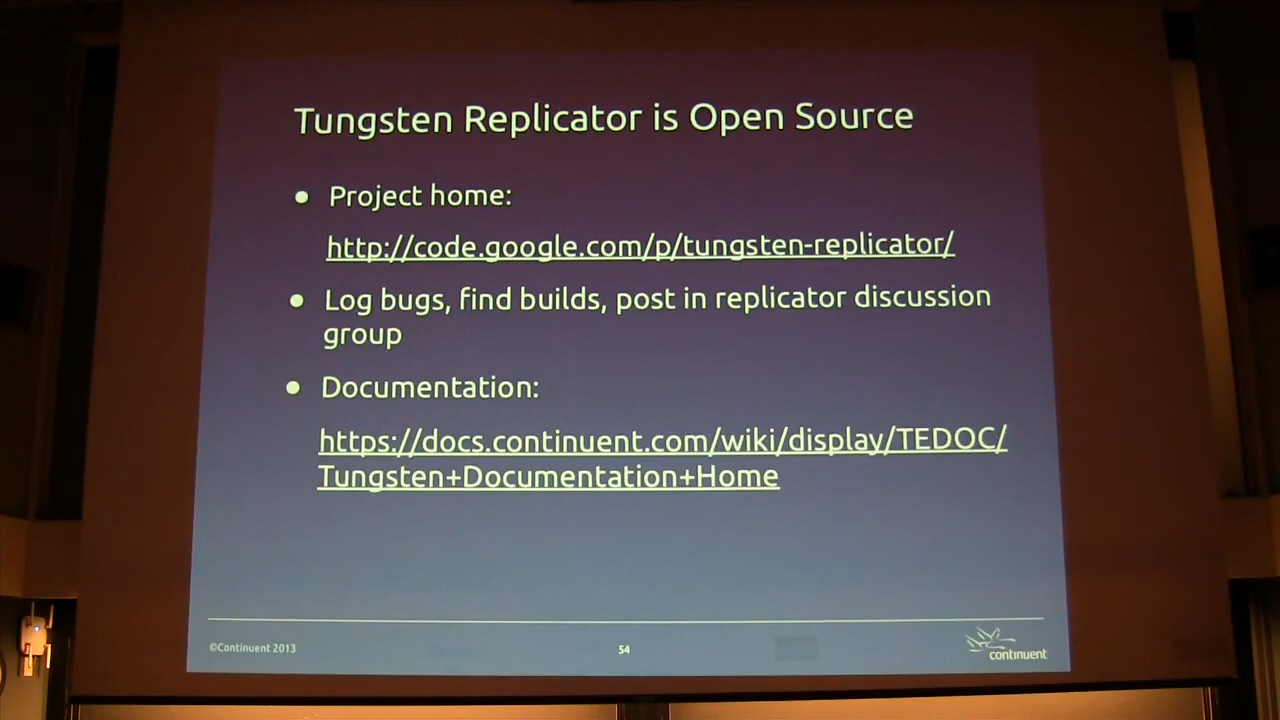 Tungsten Replicator is Open Source
● Project home:
http://code.google.com/p/tungsten-replicator/
● Log bugs, find builds, post in replicator discussion
group
● Documentation:
https://docs.continuent.com/wiki/display/TEDOC/
Tungsten+Documentation+Home
©Continuent 2013
54
continuent